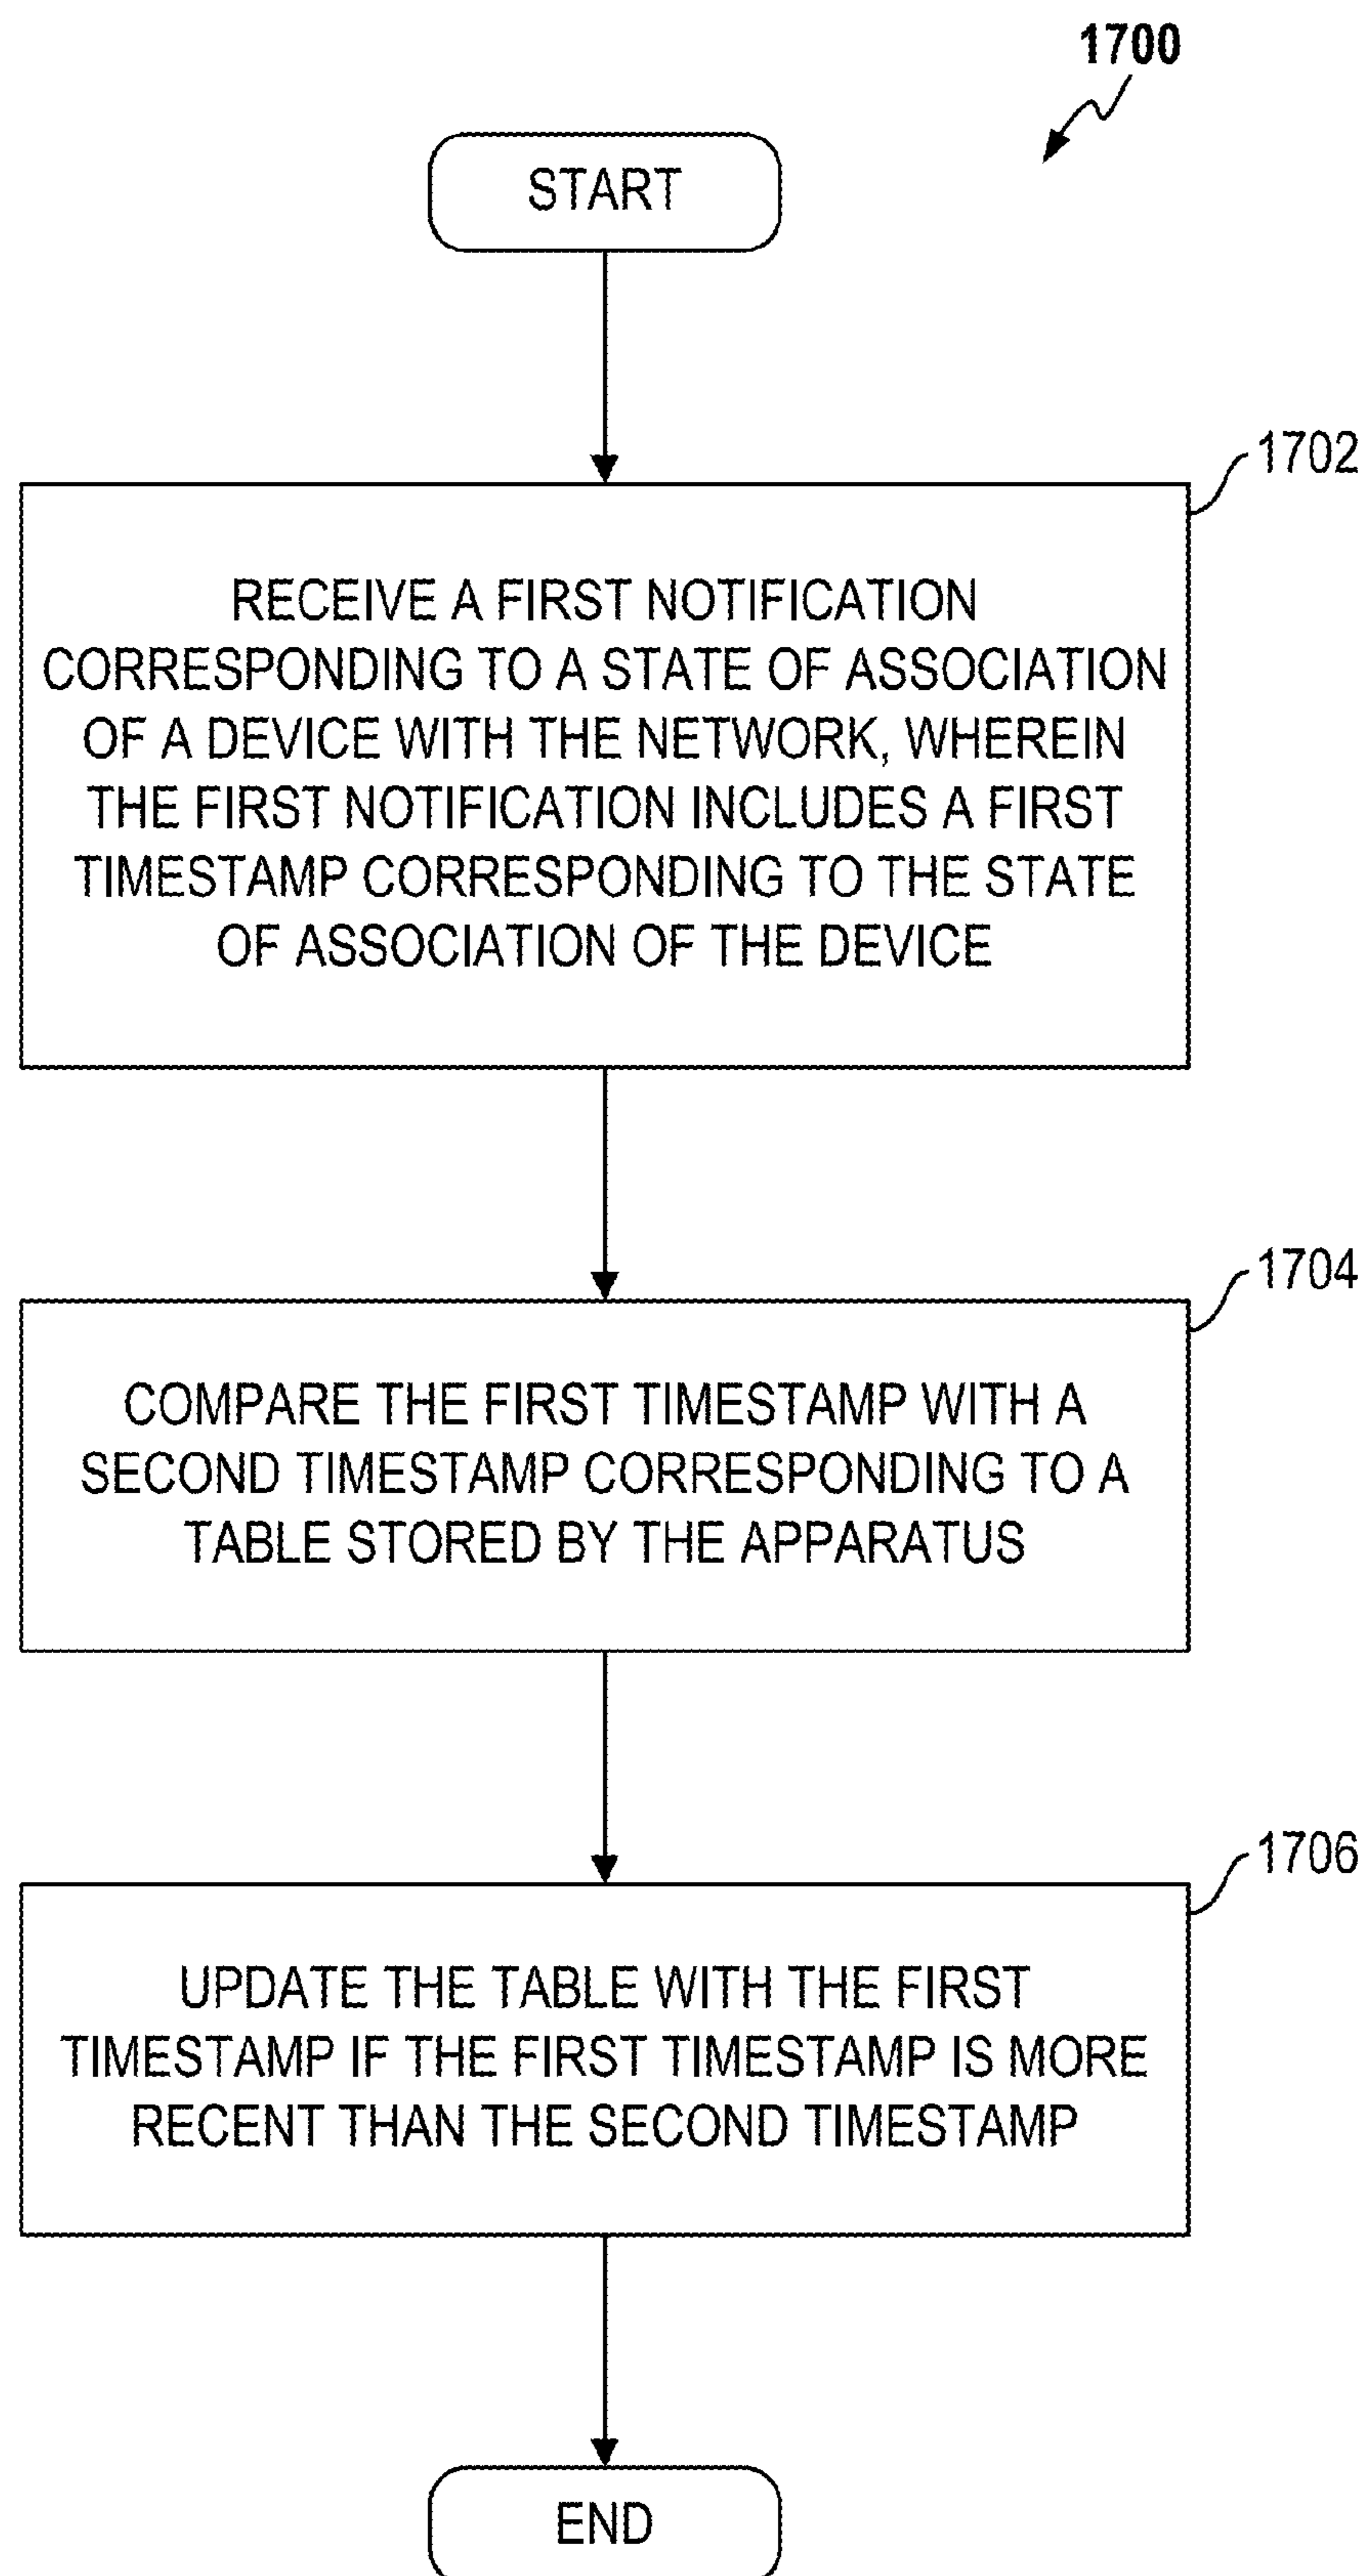 1700
START
1702
RECEIVE A FIRST NOTIFICATION
CORRESPONDING TO A STATE OF ASSOCIATION
OF A DEVICE WITH THE NETWORK, WHEREIN
THE FIRST NOTIFICATION INCLUDES A FIRST
TIMESTAMP CORRESPONDING TO THE STATE
OF ASSOCIATION OF THE DEVICE
1704
COMPARE THE FIRST TIMESTAMP WITH A
SECOND TIMESTAMP CORRESPONDING TO A
TABLE STORED BY THE APPARATUS
1706
UPDATE THE TABLE WITH THE FIRST
TIMESTAMP IF THE FIRST TIMESTAMP IS MORE
RECENT THAN THE SECOND TIMESTAMP
END